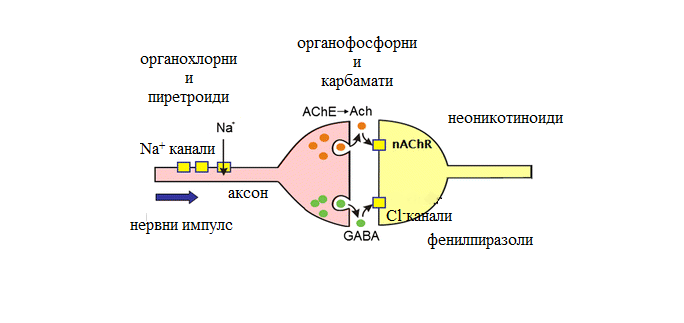 органохлорни
и
пиретроиди
органофосфорни
и
карбамати
AChE→Ach
неоникотиноиди
Na+
Na+ канали
nAChR
аксон
нервни импулс
Cl-канали
GABA
фенилпиразоли